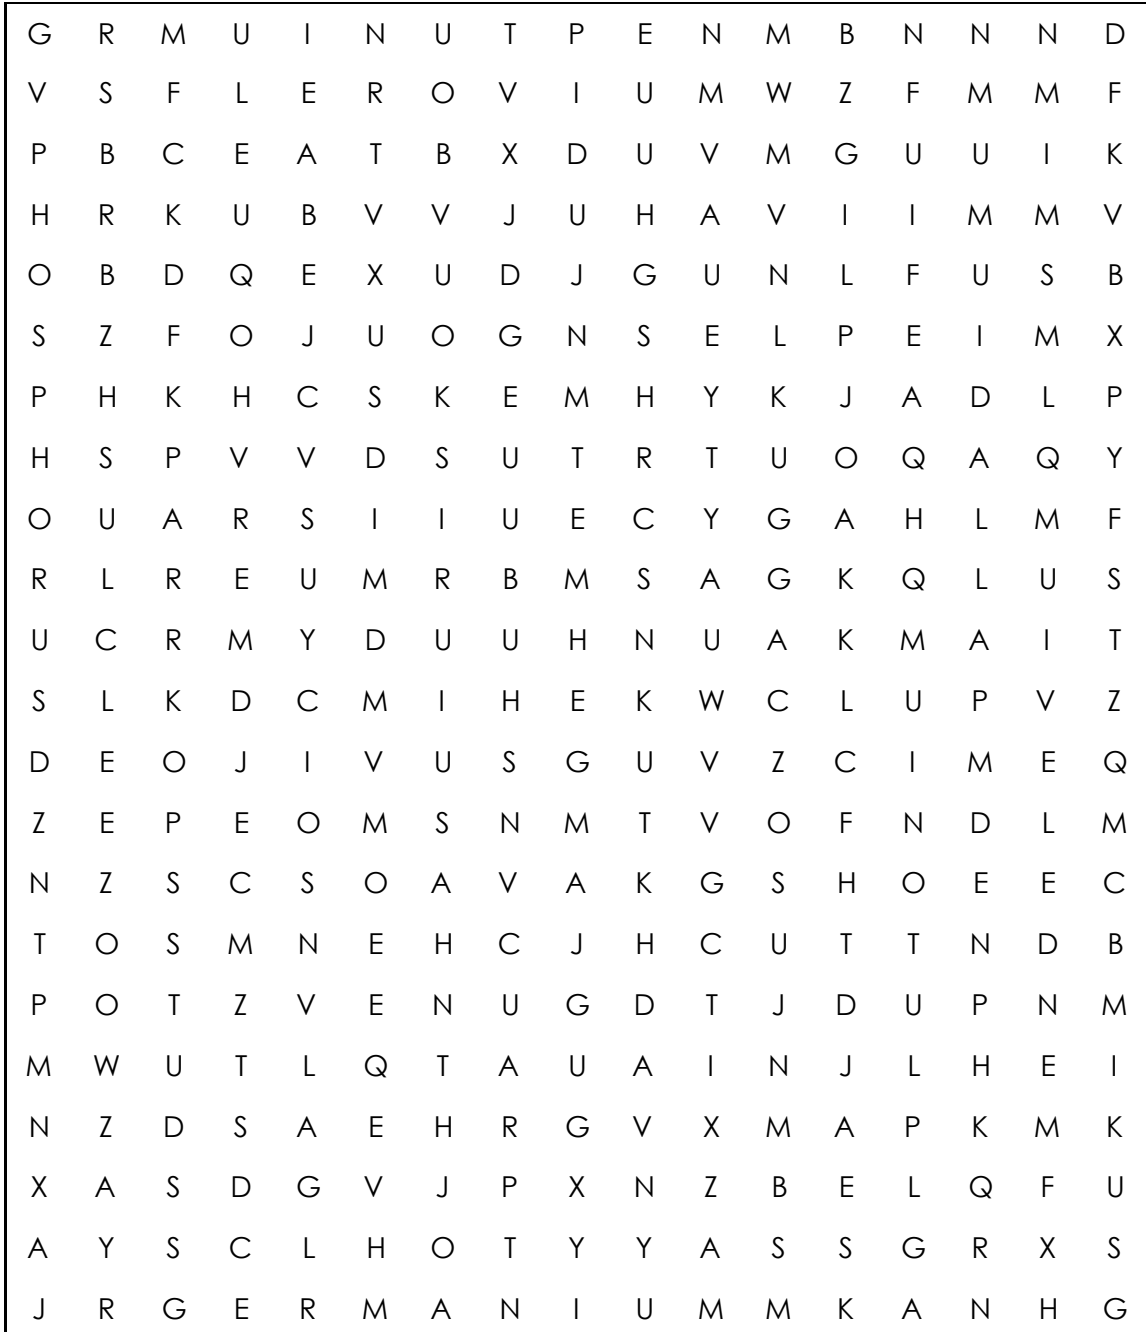 G R M U I N U T P E N M B N N N D
V S F L E R O V I U M W Z F M M F
P B C E A T B X D U V M G U U I K
H R K U B V V J U H A V I I M M V
O B D Q E X U D J G U N L F U S B
S Z F O J U O G N S E L P E I M X
P H K H C S K E M H Y K J A D L P
H S P V V D S U T R T U O Q A Q Y
O U A R S I I U E C Y G A H L M F
R L R E U M R B M S A G K Q L U S
U C R M Y D U U H N U A K M A I T
S L K D C M I H E K W C L U P V Z
D E O J I V U S G U V Z C I M E Q
Z E P E O M S N M T V O F N D L M
N Z S C S O A V A K G S H O E E C
T O S M N E H C J H C U T T N D B
P O T Z V E N U G D T J D U P N M
M W U T L Q T A U A I N J L H E I
N Z D S A E H R G V X M A P K M K
X A S D G V J P X N Z B E L Q F U
A Y S C L H O T Y Y A S S G R X S
J R G E R M A N I U M M K A N H G